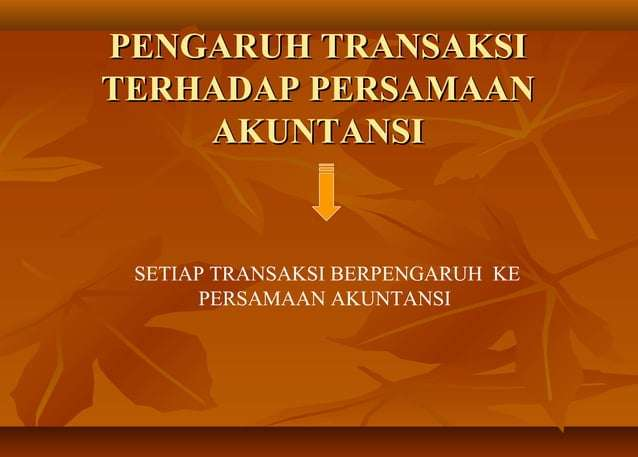 PENGARUH TRANSAKSI
TERHADAP PERSAMAAN
AKUNTANSI
SETIAP TRANSAKSI BERPENGARUH KE
PERSAMAAN AKUNTANSI